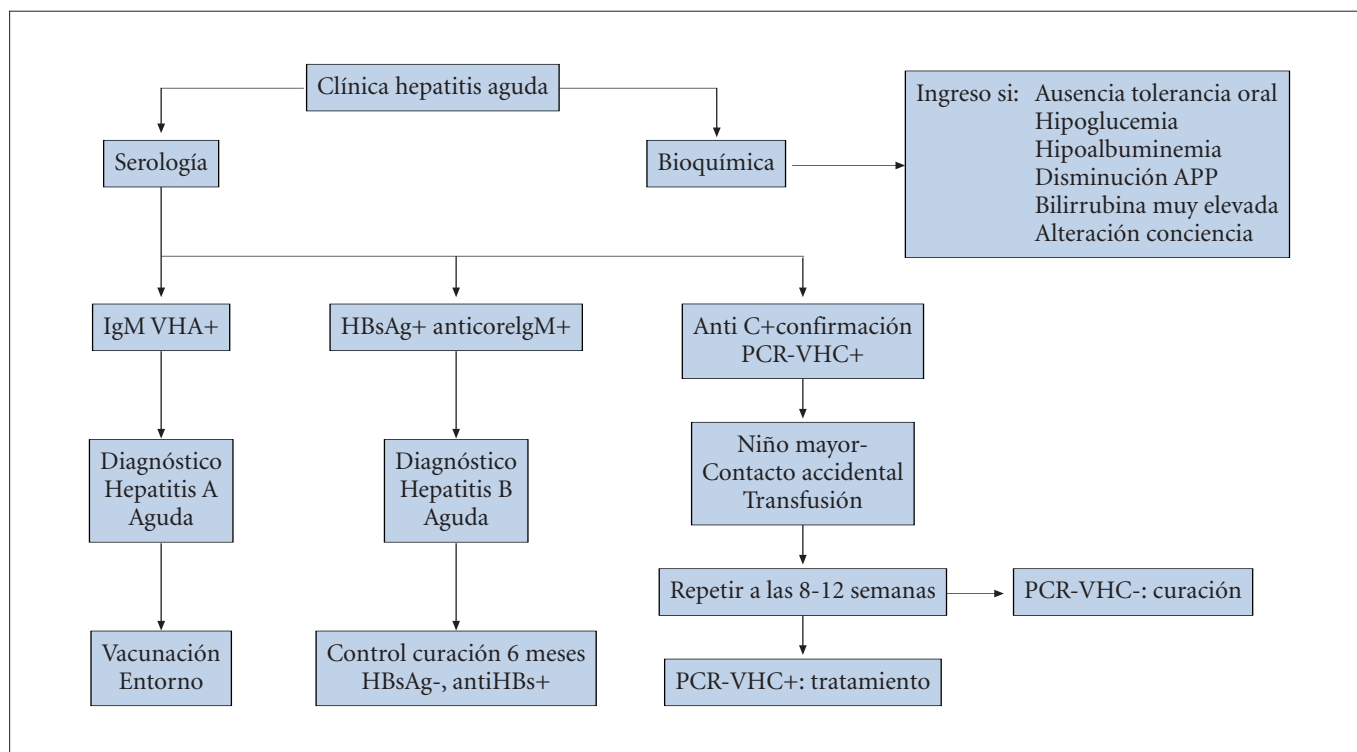 Clínica hepatitis aguda
Ingreso si: Ausencia tolerancia oral
Hipoglucemia
Hipoalbuminemia
Disminución APP
Bilirrubina muy elevada
Alteración conciencia
Serología
Bioquímica
IgM VHA+
HBsAg+ anticorelgM+
Anti C+confirmación
PCR-VHC+
Diagnóstico
Hepatitis A
Aguda
Diagnóstico
Hepatitis B
Aguda
Niño mayor-
Contacto accidental
Transfusión
Repetir a las 8-12 semanas
PCR-VHC-: curación
Vacunación
Entorno
Control curación 6 meses
HBsAg-, antiHBs+
PCR-VHC+: tratamiento